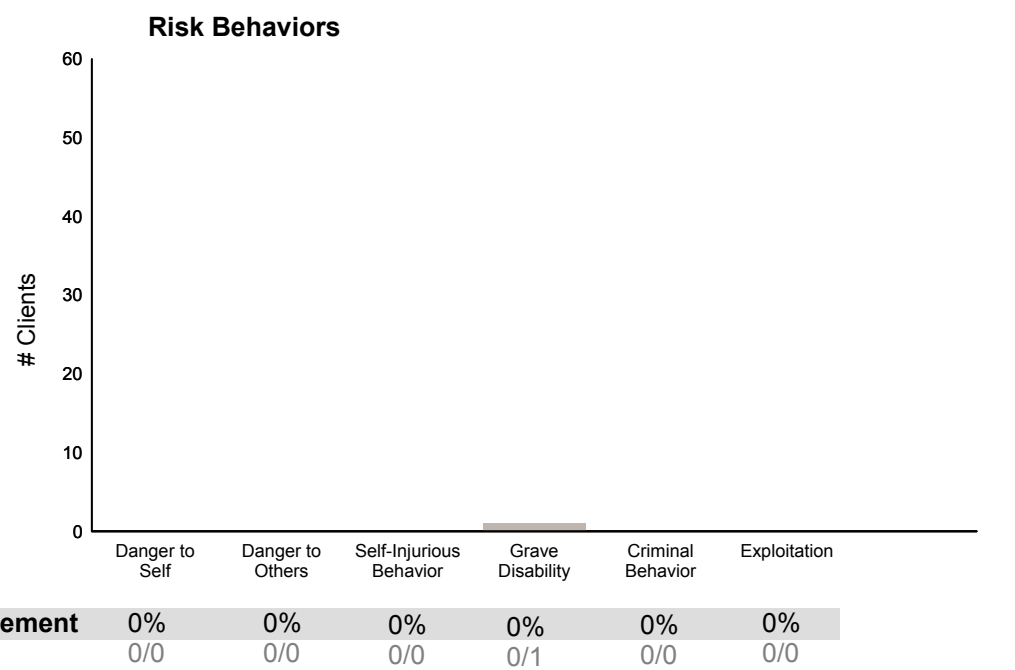 Risk Behaviors
60
50
40
30
20
10
0
# Clients
Danger to Self
Danger to Others
Self-Injurious Behavior
Grave Disability
Criminal Behavior
Exploitation
ement 0% 0% 0% 0% 0% 0%
0/0 0/0 0/0 0/1 0/0 0/0